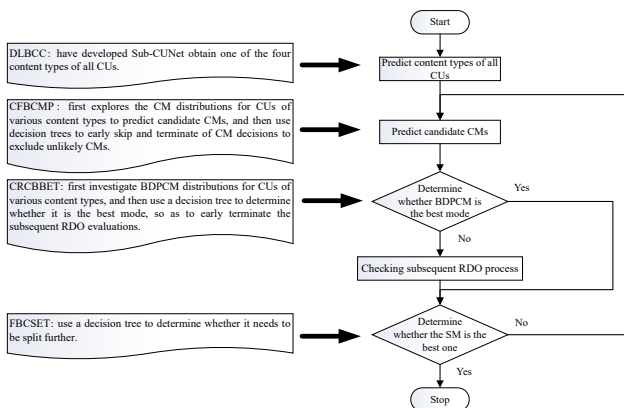 Start
DLBCC: have developed Sub-CUNet obtain one of the four
content types of all CUs.
Predict content types of all
CUs
CFBCMP: first explores the CM distributions for CUs of
various content types to predict candidate CMs, and then use
decision trees to early skip and terminate of CM decisions to
exclude unlikely CMs.
Predict candidate CMs
CRCBBET: first investigate BDPCM distributions for CUs of
various content types, and then use a decision tree to determine
whether it is the best mode, so as to early terminate the
subsequent RDO evaluations.
Determine
whether BDPCM is
the best mode
Yes
No
Checking subsequent RDO process
FBCSET: use a decision tree to determine whether it needs to
be split further.
Determine
whether the SM is the
best one
No
Yes
Stop